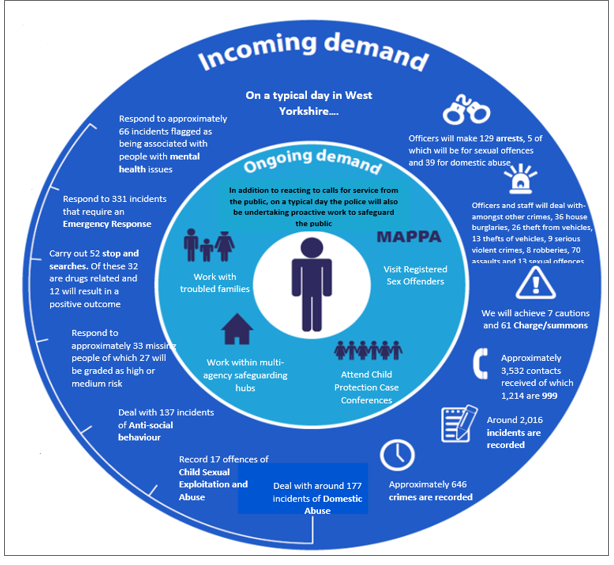 Incoming demand
On a typical day in West
Yorkshire....
Respond to approximately
66 incidents flagged as
being associated with
people with mental
health issues
Respond to 331 incidents
that require an
Emergency Response
Carry out 52 stop and
searches. Of these 32
are drugs related and
12 will result in a
positive outcome
Respond to
approximately 33 missing
people of which 27 will
be graded as high or
medium risk
Deal with 137 incidents
of Anti-social
behaviour
Record 17 offences of
Child Sexual
Exploitation and
Abuse
Deal with around 177
incidents of Domestic
Abuse
Officers will make 129 arrests, 5 of
which will be for sexual offences
and 39 for domestic abuse
Officers and staff will deal with-
amongst other crimes, 36 house
burglaries, 26 theft from vehicles,
13 thefts of vehicles, 9 serious
violent crimes, 8 robberies, 70
assaults and 13 sexual offences
We will achieve 7 cautions
and 61 Charge/summons
Approximately
3,532 contacts
received of which
1,214 are 999
Around 2,016
incidents are
recorded
Approximately 646
crimes are recorded
Ongoing demand
In addition to reacting to calls for service from
the public, on a typical day the police will also
be undertaking proactive work to safeguard
the public
Work with
troubled families
MAPPA
Visit Registered
Sex Offenders
Work within multi-
agency safeguarding
hubs
Attend Child
Protection Case
Conferences